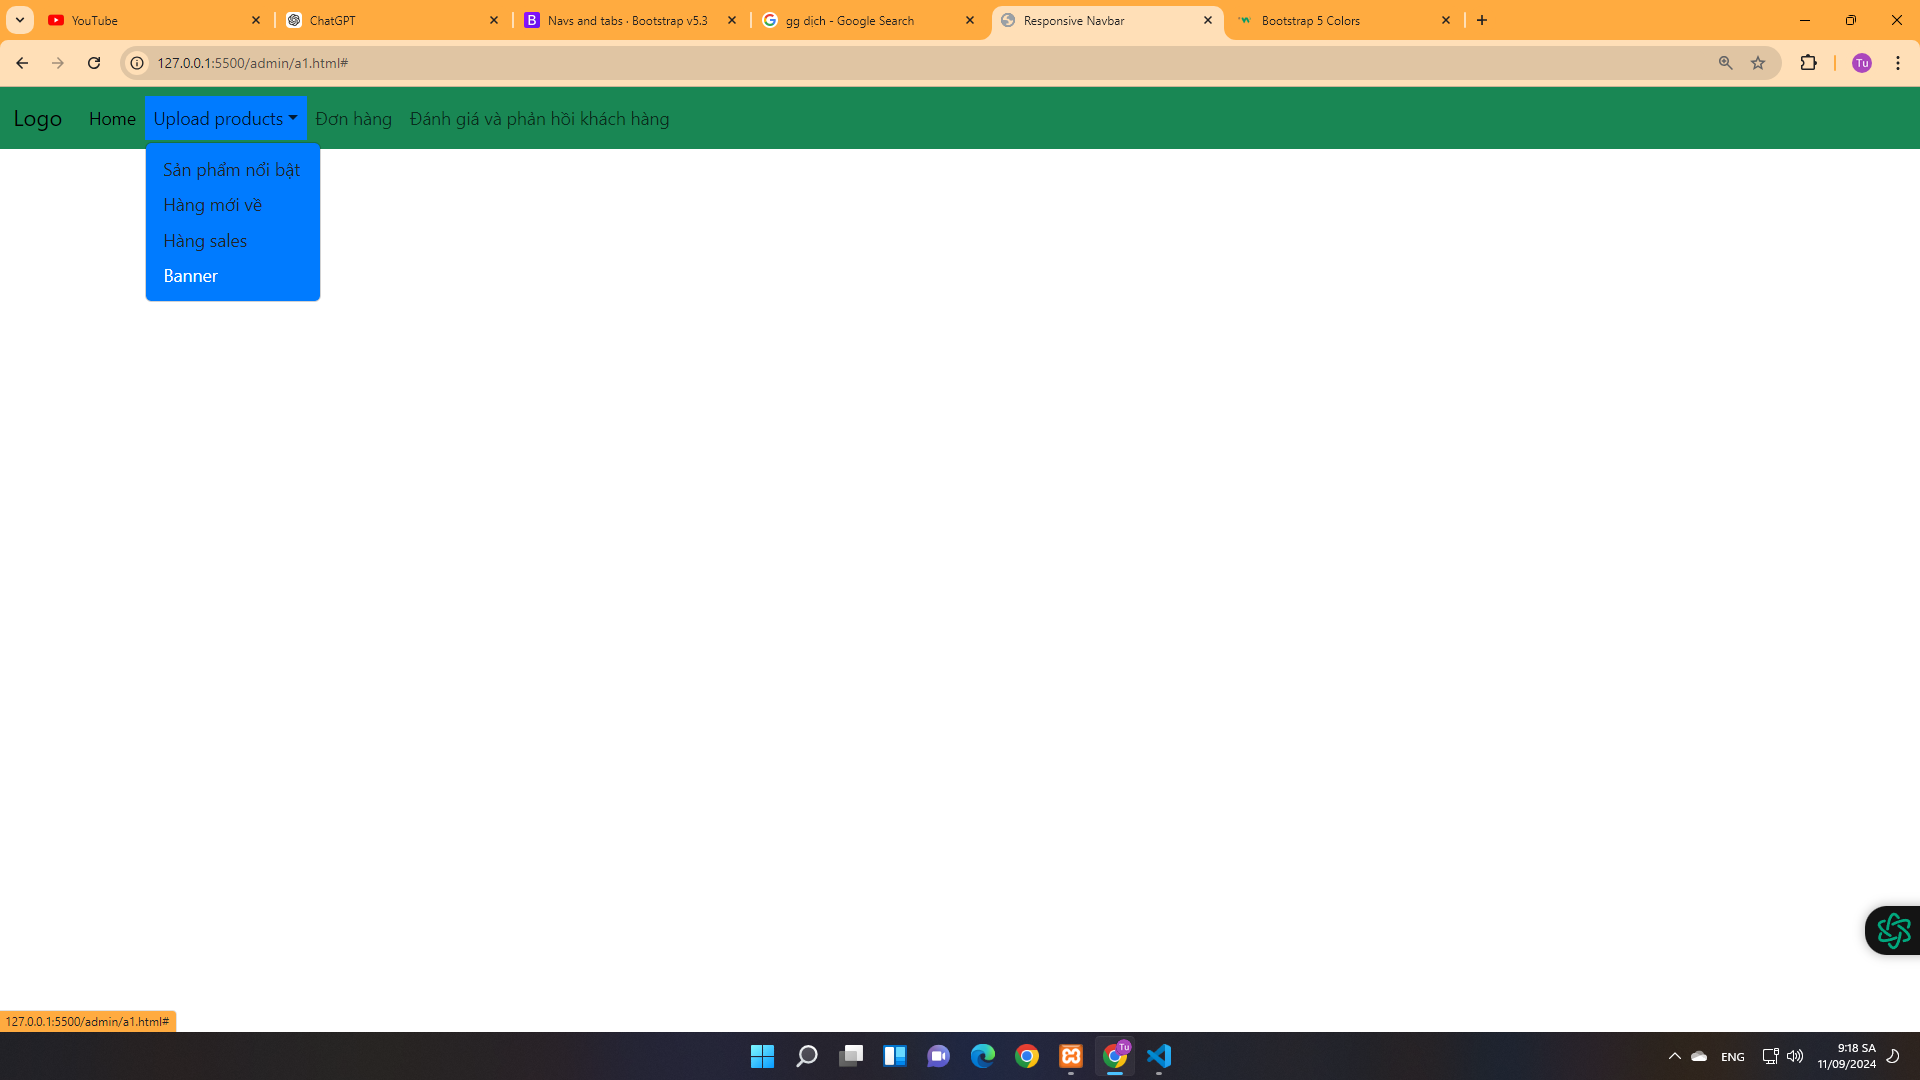 YouTube
ChatGPT
Navs and tabs · Bootstrap v5.3
gg dịch - Google Search
Responsive Navbar
Bootstrap 5 Colors
127.0.0.1:5500/admin/a1.html#
Tu
Logo
Home
Upload products
Đơn hàng
Đánh giá và phản hồi khách hàng
Sản phẩm nổi bật
Hàng mới về
Hàng sales
Banner
127.0.0.1:5500/admin/a1.html#
Tu
ENG
9:18 SA
11/09/2024